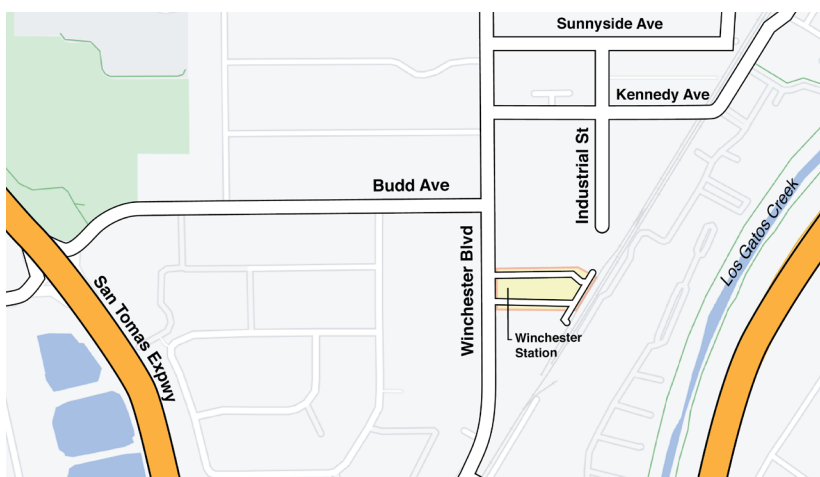 Sunnyside Ave
Kennedy Ave
Industrial St
Budd Ave
Los Gatos Creek
Winchester Blvd
San Tomas Expwy
Winchester
Station